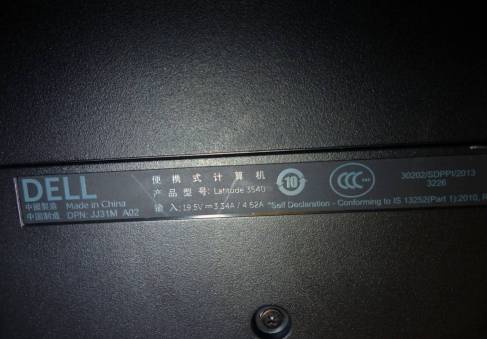 DELL
中國製造 Made in China
中国制造 DPN: JJ31M A02
便携式计算机
产品型号: Latitude 3540
输入: 19.5V⎓3.34A / 4.62A
10
CCC
30202/SDPPI/2013
3226
"Self Declaration - Conforming to IS 13252(Part 1):2010, R